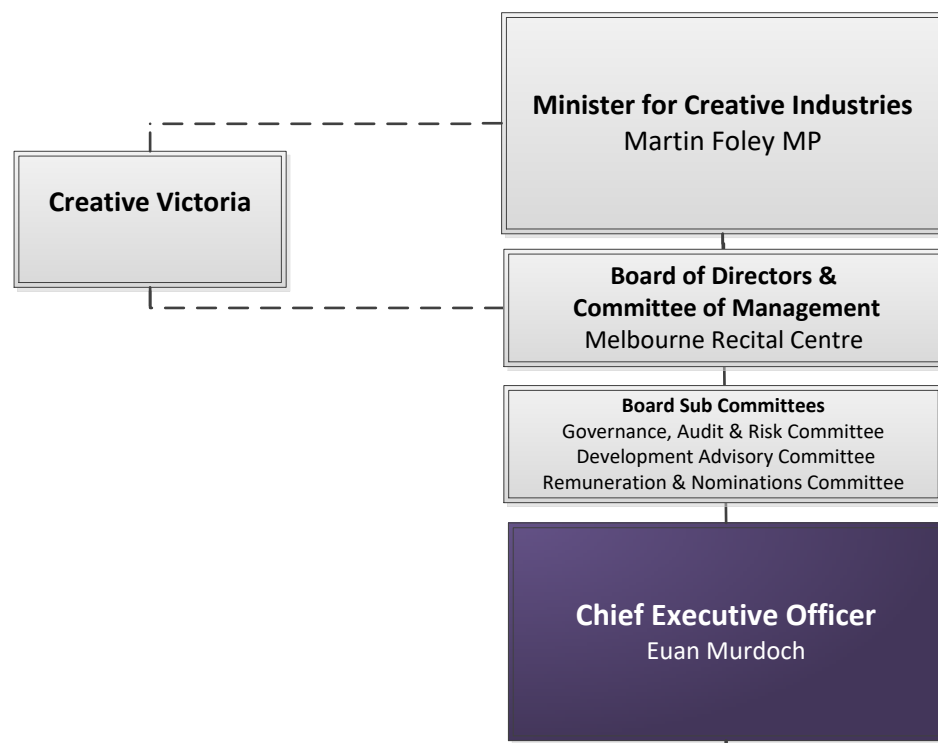 Minister for Creative Industries
Martin Foley MP
Creative Victoria
Board of Directors &
Committee of Management
Melbourne Recital Centre
Board Sub Committees
Governance, Audit & Risk Committee
Development Advisory Committee
Remuneration & Nominations Committee
Chief Executive Officer
Euan Murdoch